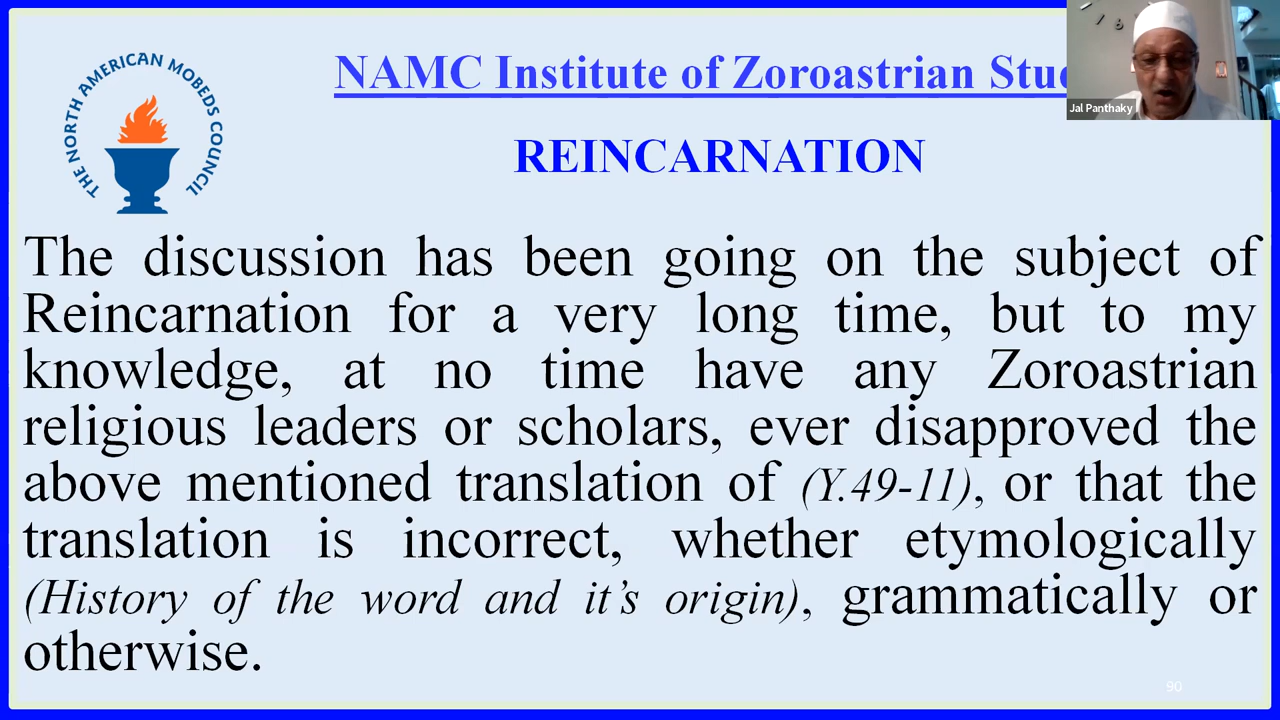 THE NORTH AMERICAN MOBEDS COUNCIL
NAMC Institute of Zoroastrian Stu
Jal Panthaky
REINCARNATION
The discussion has been going on the subject of
Reincarnation for a very long time, but to my
knowledge, at no time have any Zoroastrian
religious leaders or scholars, ever disapproved the
above mentioned translation of (Y.49-11), or that the
translation is incorrect, whether etymologically
(History of the word and it’s origin), grammatically or
otherwise.
90